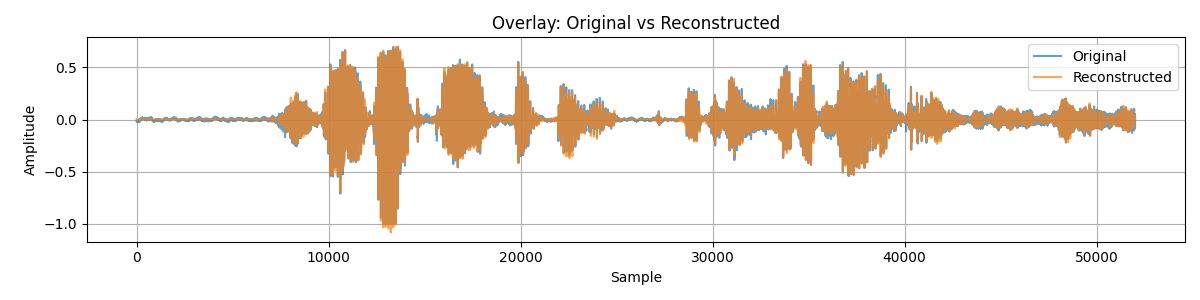 Overlay: Original vs Reconstructed
Original
Reconstructed
Amplitude
0.5
0.0
−0.5
−1.0
0 10000 20000 30000 40000 50000
Sample